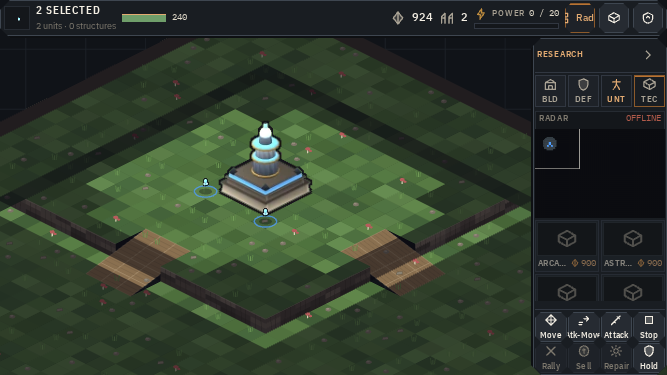 2 SELECTED
2 units · 0 structures
240
924
2
POWER 0 / 20
Rad
RESEARCH
BLD
DEF
UNT
TEC
RADAR
OFFLINE
ARCA... 900
ASTR... 900
Move
Atk-Move
Attack
Stop
Rally
Sell
Repair
Hold